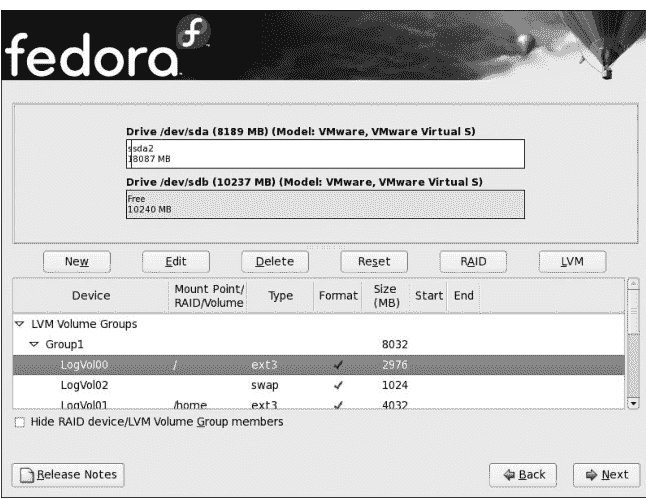 fedora
Drive /dev/sda (8189 MB) (Model: VMware, VMware Virtual S)
sda2
8087 MB
Drive /dev/sdb (10237 MB) (Model: VMware, VMware Virtual S)
Free
10240 MB
New Edit Delete Reset RAID LVM
Device Mount Point/ RAID/Volume Type Format Size (MB) Start End
LVM Volume Groups
Group1 8032
LogVol00 / ext3 ✓ 2976
LogVol02 swap ✓ 1024
LogVol01 /home ext3 ✓ 4032
Hide RAID device/LVM Volume Group members
Release Notes Back Next